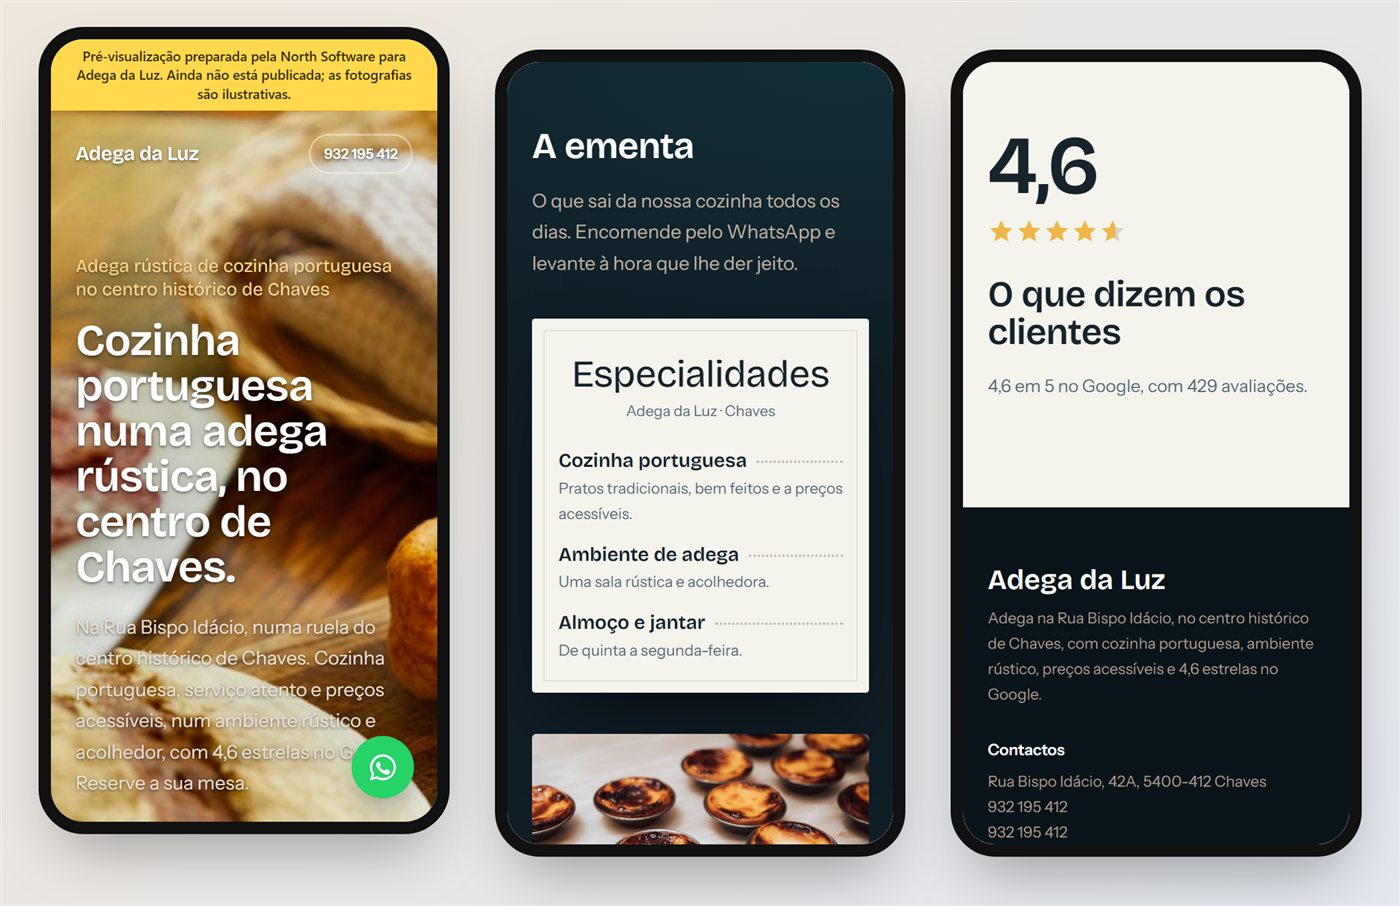 Pré-visualização preparada pela North Software para
Adega da Luz. Ainda não está publicada; as fotografias
são ilustrativas.
Adega da Luz
932 195 412
Adega rústica de cozinha portuguesa
no centro histórico de Chaves
Cozinha
portuguesa
numa adega
rústica, no
centro de
Chaves.
Na Rua Bispo Idácio, numa ruela do
centro histórico de Chaves. Cozinha
portuguesa, serviço atento e preços
acessíveis, num ambiente rústico e
acolhedor, com 4,6 estrelas no
Reserve a sua mesa.
A ementa
O que sai da nossa cozinha todos os
dias. Encomende pelo WhatsApp e
levante à hora que lhe der jeito.
Especialidades
Adega da Luz · Chaves
Cozinha portuguesa
Pratos tradicionais, bem feitos e a preços
acessíveis.
Ambiente de adega
Uma sala rústica e acolhedora.
Almoço e jantar
De quinta a segunda-feira.
4,6
O que dizem os
clientes
4,6 em 5 no Google, com 429 avaliações.
Adega da Luz
Adega na Rua Bispo Idácio, no centro histórico
de Chaves, com cozinha portuguesa, ambiente
rústico, preços acessíveis e 4,6 estrelas no
Google.
Contactos
Rua Bispo Idácio, 42A, 5400-412 Chaves
932 195 412
932 195 412